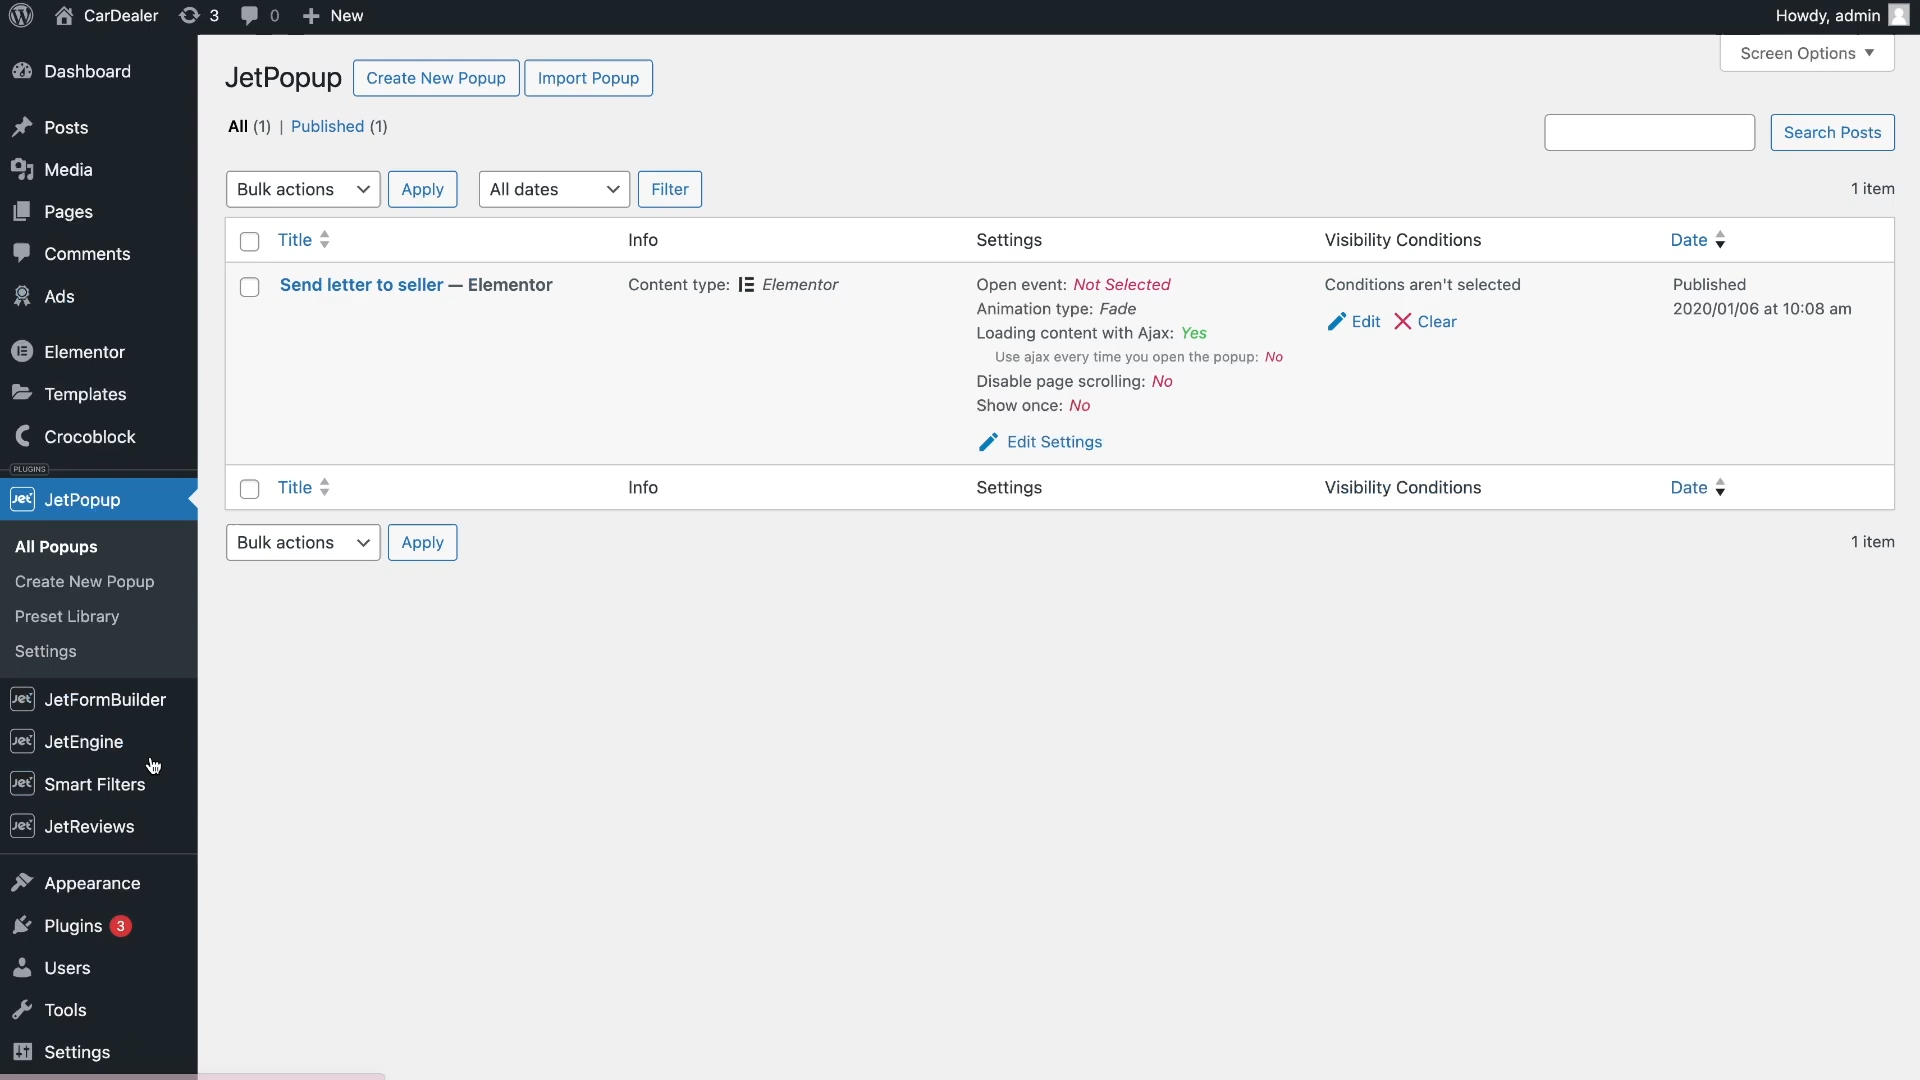 CarDealer 3 0 New Howdy, admin
Screen Options
Dashboard
Posts
Media
Pages
Comments
Ads
Elementor
Templates
Crocoblock
PLUGINS
Jet JetPopup
All Popups
Create New Popup
Preset Library
Settings
Jet JetFormBuilder
Jet JetEngine
Jet Smart Filters
Jet JetReviews
Appearance
Plugins 3
Users
Tools
Settings
JetPopup Create New Popup Import Popup
All (1) | Published (1)
Search Posts
Bulk actions Apply All dates Filter 1 item
Title Info Settings Visibility Conditions Date
Send letter to seller — Elementor
Content type: Elementor
Open event: Not Selected
Animation type: Fade
Loading content with Ajax: Yes
Use ajax every time you open the popup: No
Disable page scrolling: No
Show once: No
Edit Settings
Conditions aren't selected
Edit Clear
Published
2020/01/06 at 10:08 am
Title Info Settings Visibility Conditions Date
Bulk actions Apply 1 item